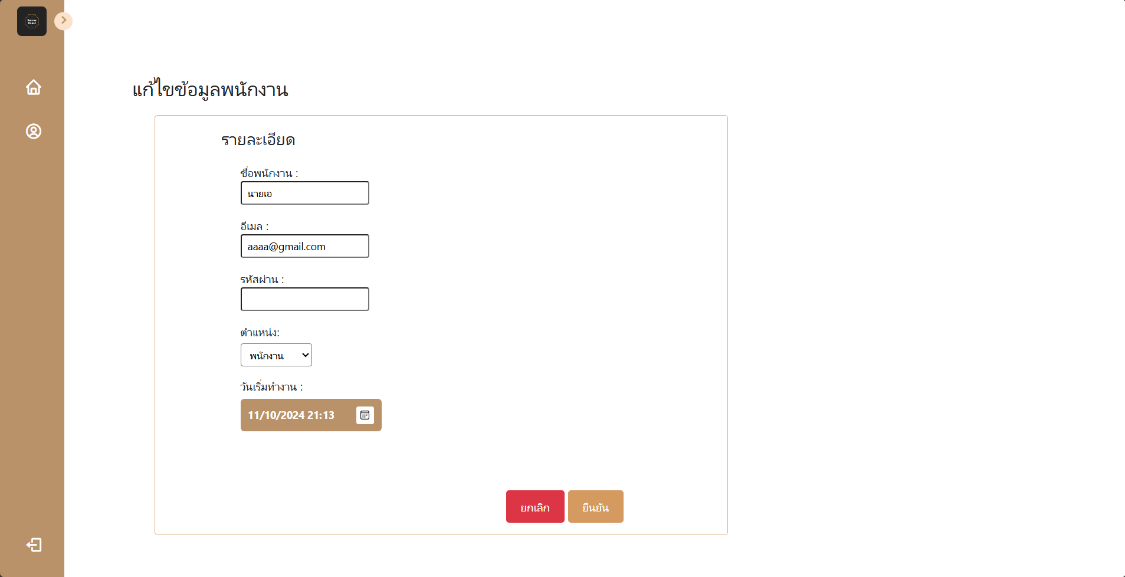 แก้ไขข้อมูลพนักงาน
รายละเอียด
ชื่อพนักงาน :
นายเอ
อีเมล :
aaaa@gmail.com
รหัสผ่าน :
ตำแหน่ง:
พนักงาน
วันเริ่มทำงาน :
11/10/2024 21:13
ยกเลิก ยืนยัน